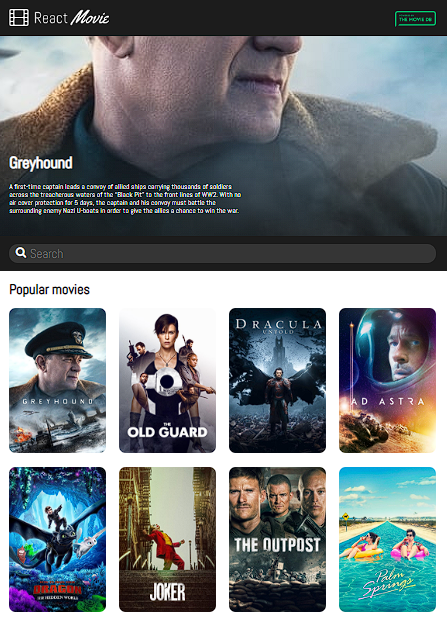 React Movie
THE MOVIE DB
Greyhound
A first-time captain leads a convoy of allied ships carrying thousands of soldiers
across the treacherous waters of the "Black Pit" to the front lines of WW2. With no
air cover protection for 5 days, the captain and his convoy must battle the
surrounding enemy Nazi U-boats in order to give the allies a chance to win the war.
Search
Popular movies
GREYHOUND
THE
OLD GUARD
DRACULA
UNTOLD
AD ASTRA
DRAGON
THE HIDDEN WORLD
JOKER
THE OUTPOST
Palm
Springs